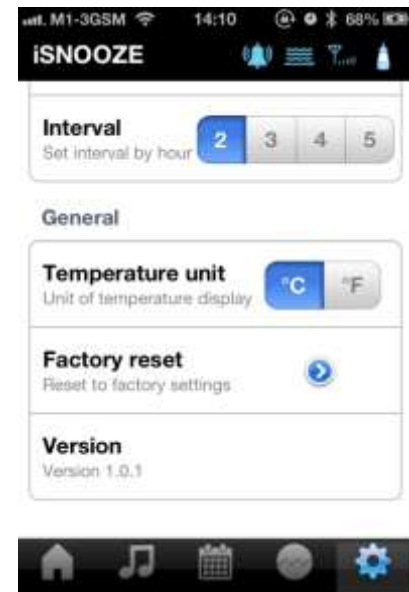 M1-3GSM 14:10 68%
iSNOOZE
Interval
Set interval by hour
2 3 4 5
General
Temperature unit
Unit of temperature display
°C °F
Factory reset
Reset to factory settings
Version
Version 1.0.1